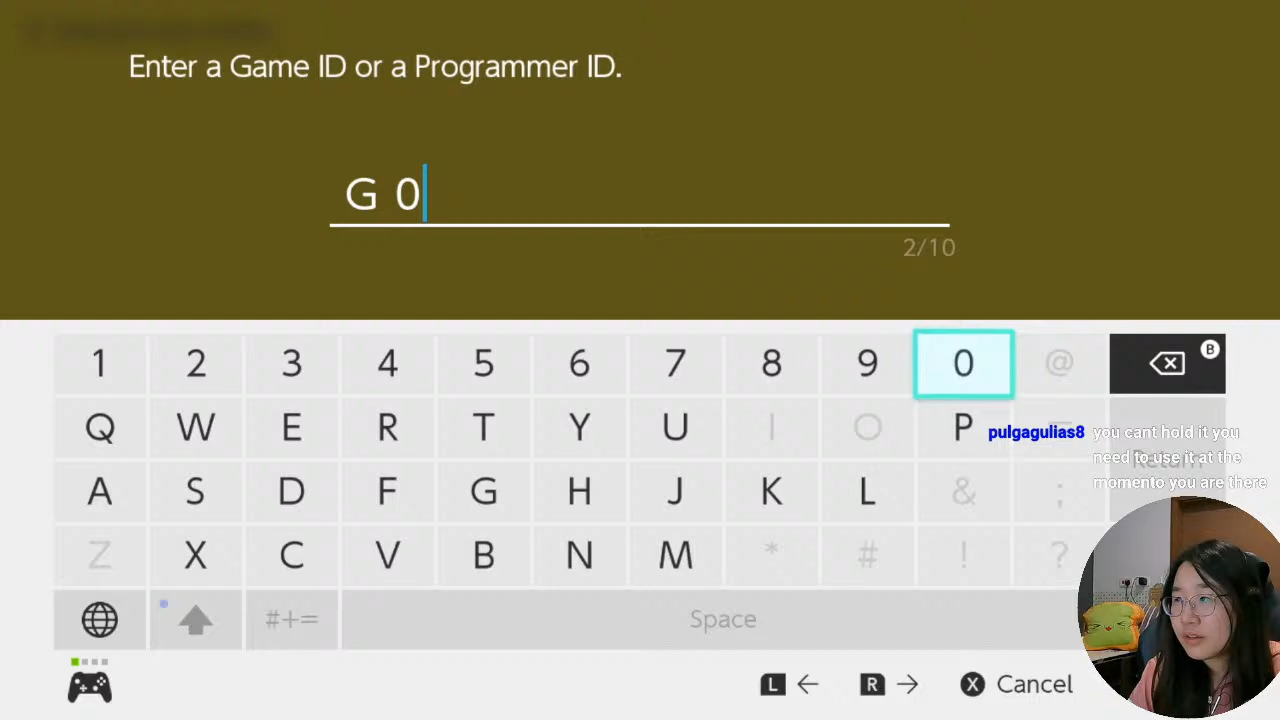 Enter a Game ID or a Programmer ID.
G 0
2/10
1 2 3 4 5 6 7 8 9 0 @ B
Q W E R T Y U I O P =
pulgagulias8 you cant hold it you
need to use it at the
Return
momento you are there
A S D F G H J K L & ;
Z X C V B N M * # ! ?
#+= Space
L ← R → X Cancel